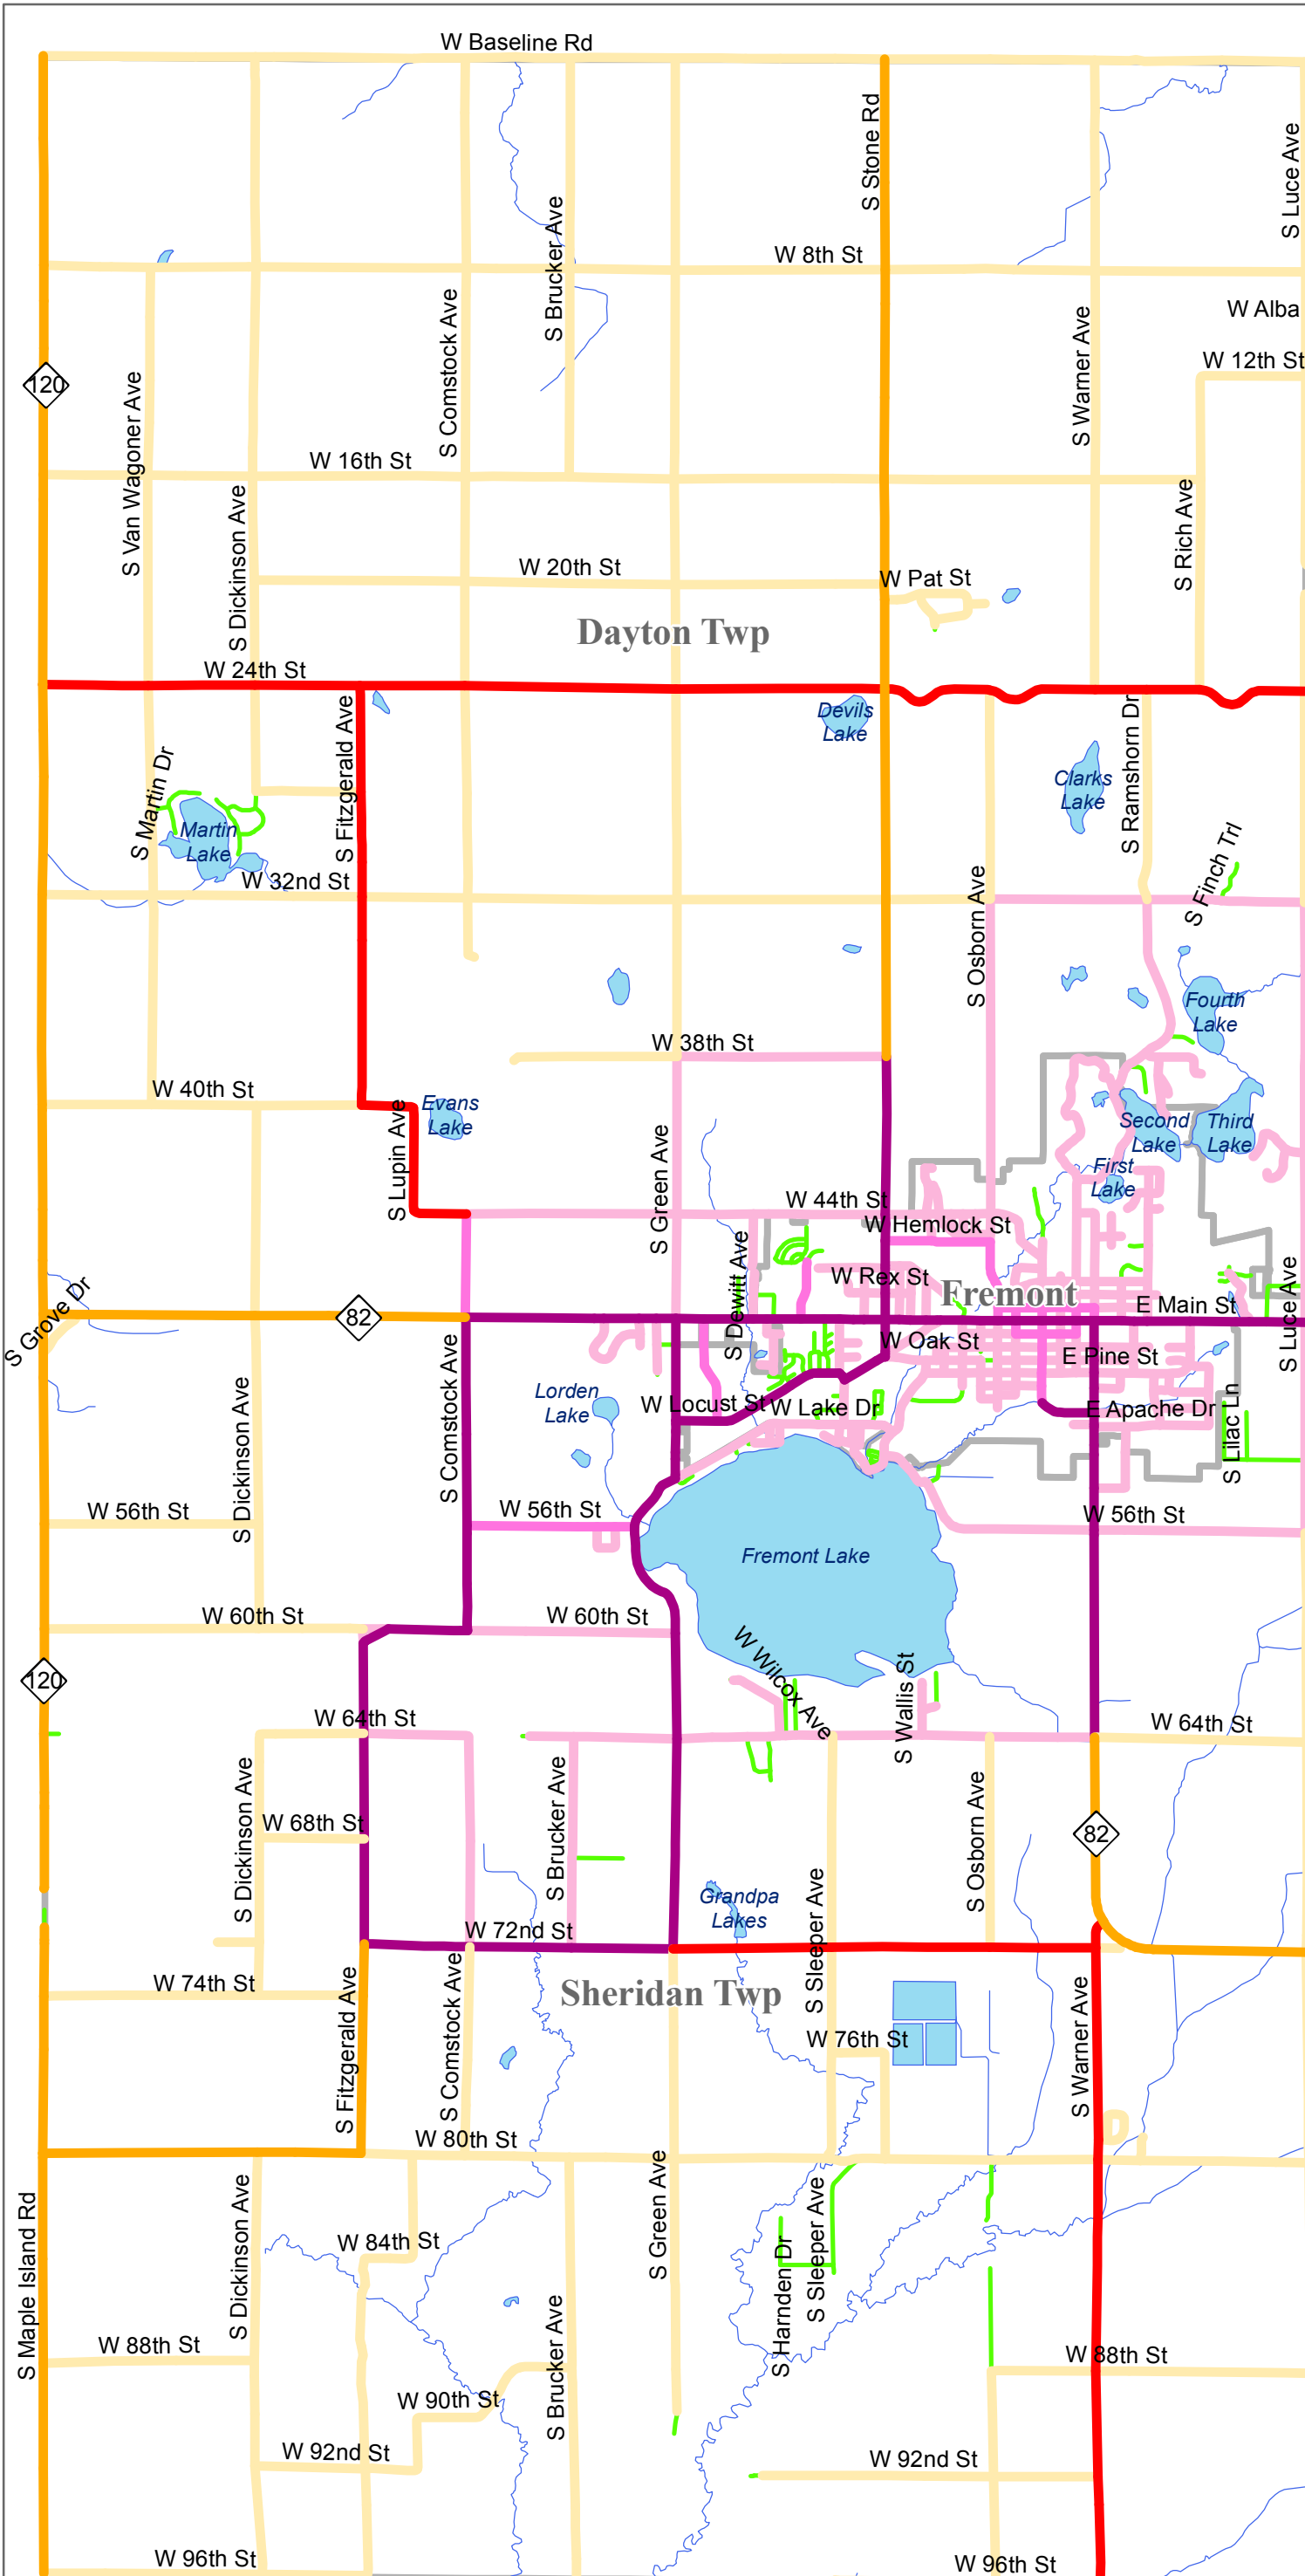 W Baseline Rd
S Stone Rd
S Luce Ave
S Brucker Ave
W 8th St
S Comstock Ave
S Warner Ave
W Alba
W 12th St
120
S Van Wagoner Ave
W 16th St
S Dickinson Ave
S Rich Ave
W 20th St
W Pat St
Dayton Twp
W 24th St
S Fitzgerald Ave
Devils
Lake
S Ramshorn Dr
Clarks
Lake
S Martin Dr
Martin
Lake
S Finch Trl
W 32nd St
S Osborn Ave
Fourth
Lake
W 38th St
W 40th St
Evans
Lake
S Lupin Ave
Second
Lake
Third
Lake
S Green Ave
First
Lake
W 44th St
W Hemlock St
S Dewitt Ave
W Rex St
Fremont
S Luce Ave
S Grove Dr
82
E Main St
S Comstock Ave
W Oak St
E Pine St
S Dickinson Ave
Lorden
Lake
W Locust St
W Lake Dr
E Apache Dr
S Lilac Ln
W 56th St
W 56th St
W 56th St
Fremont Lake
W 60th St
W 60th St
W Wilcox Ave
S Wallis St
120
W 64th St
W 64th St
S Dickinson Ave
W 68th St
S Brucker Ave
S Osborn Ave
82
S Sleeper Ave
Grandpa
Lakes
W 72nd St
W 74th St
S Fitzgerald Ave
S Comstock Ave
Sheridan Twp
W 76th St
S Warner Ave
W 80th St
S Maple Island Rd
S Dickinson Ave
W 84th St
S Green Ave
S Harnden Dr
S Sleeper Ave
W 88th St
W 88th St
S Brucker Ave
W 90th St
W 92nd St
W 92nd St
W 96th St
W 96th St